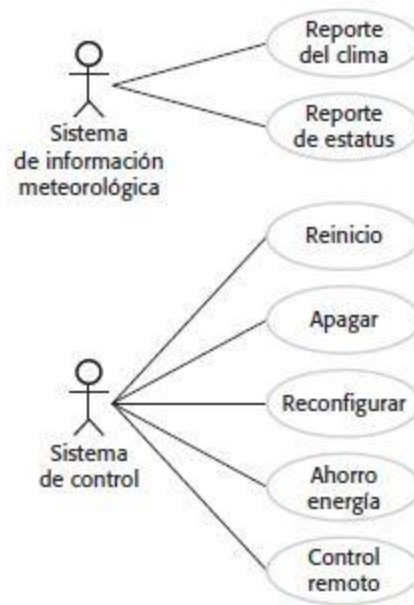 Reporte
del clima
Reporte
de estatus
Sistema
de información
meteorológica
Reinicio
Apagar
Reconfigurar
Sistema
de control
Ahorro
energía
Control
remoto